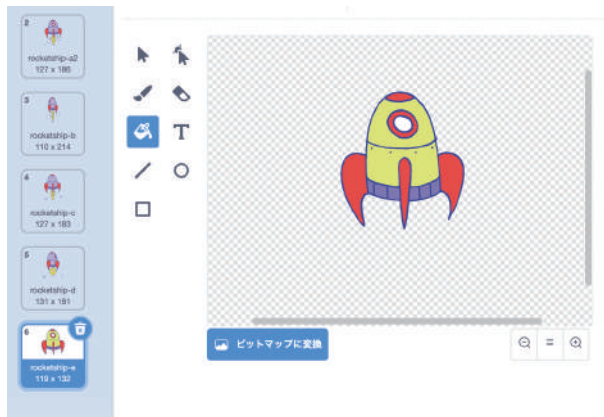 2
rocketship-a2
127 x 186
3
rocketship-b
110 x 214
4
rocketship-c
127 x 183
5
rocketship-d
131 x 181
6
rocketship-e
119 x 132
T
ビットマップに変換